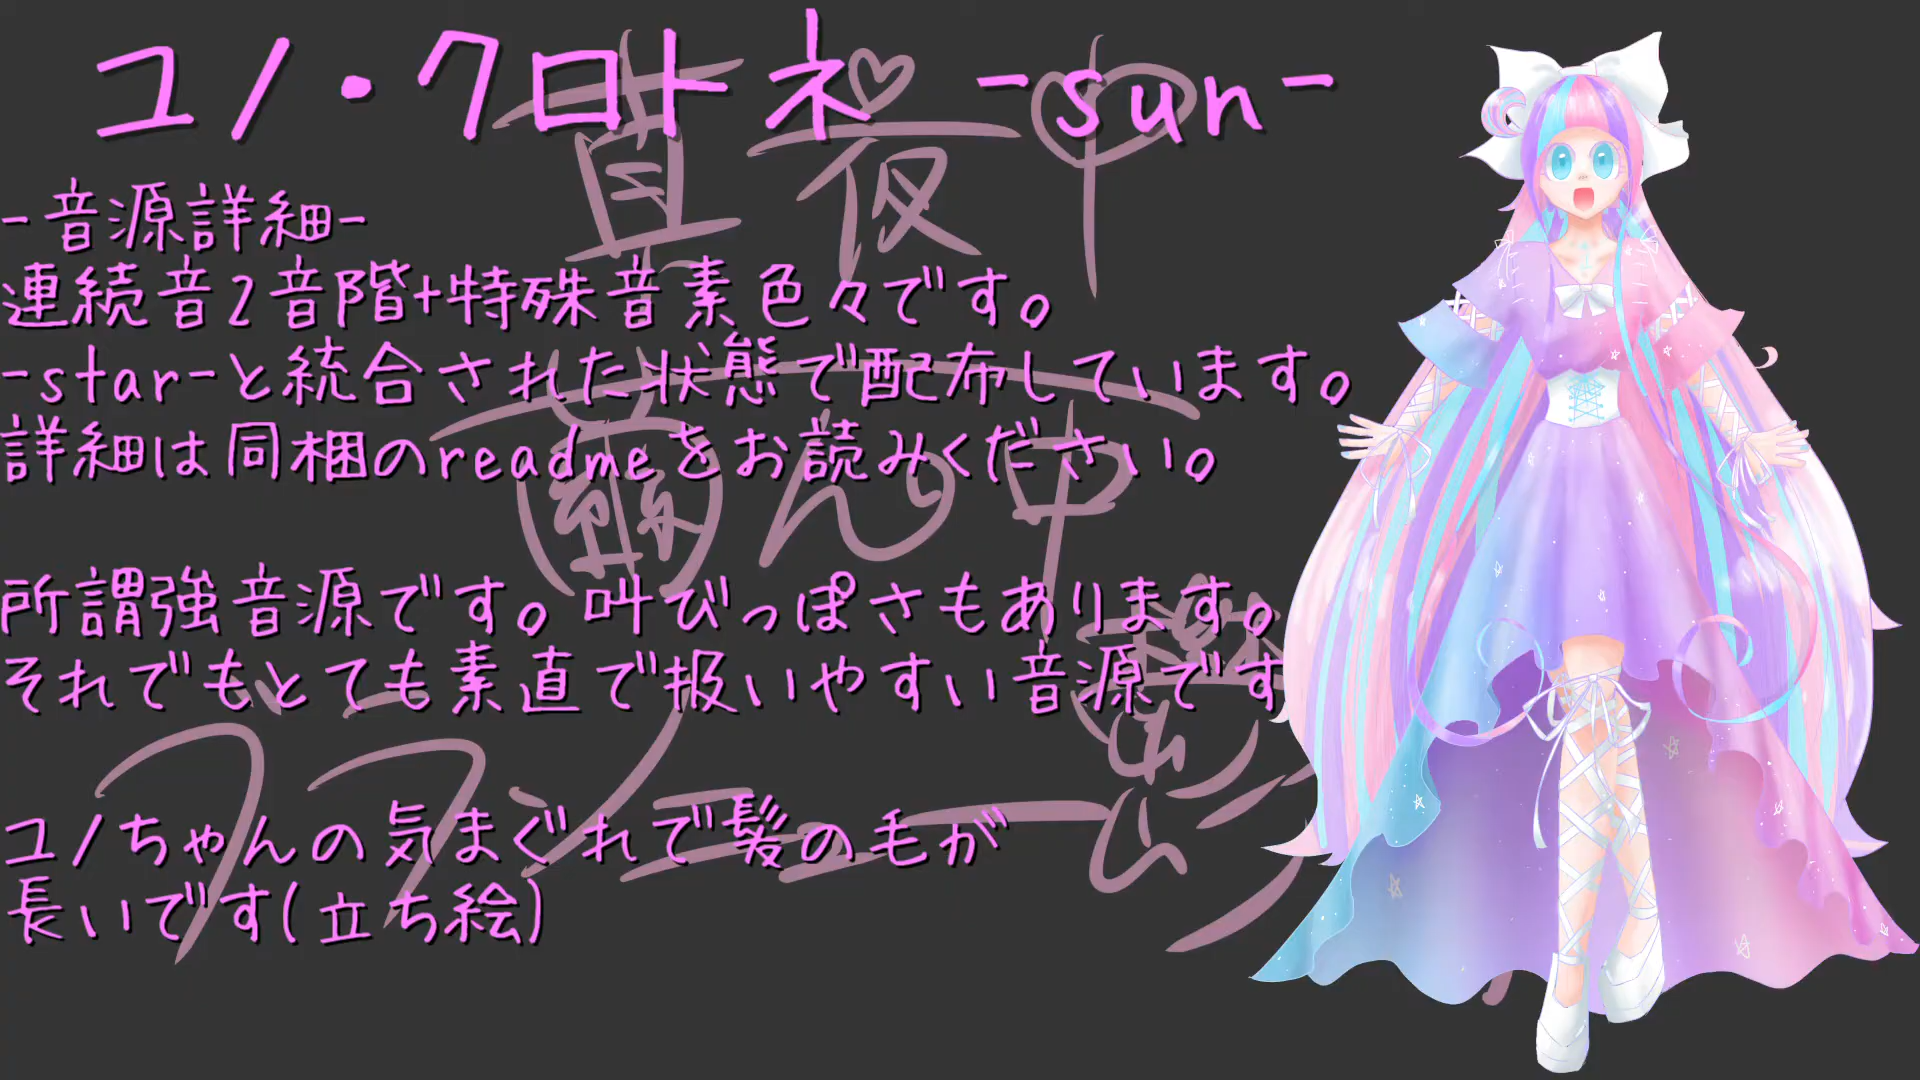 ユノ・クロトネ -sun-
-音源詳細-
連続音2音階+特殊音素色々です。
-star-と統合された状態で配布しています。
詳細は同梱のreadmeをお読みください。
所謂強音源です。叫びっぽさもあります。
それでもとても素直で扱いやすい音源です
ユノちゃんの気まぐれで髪の毛が
長いです(立ち絵)
真夜中
繭ん中